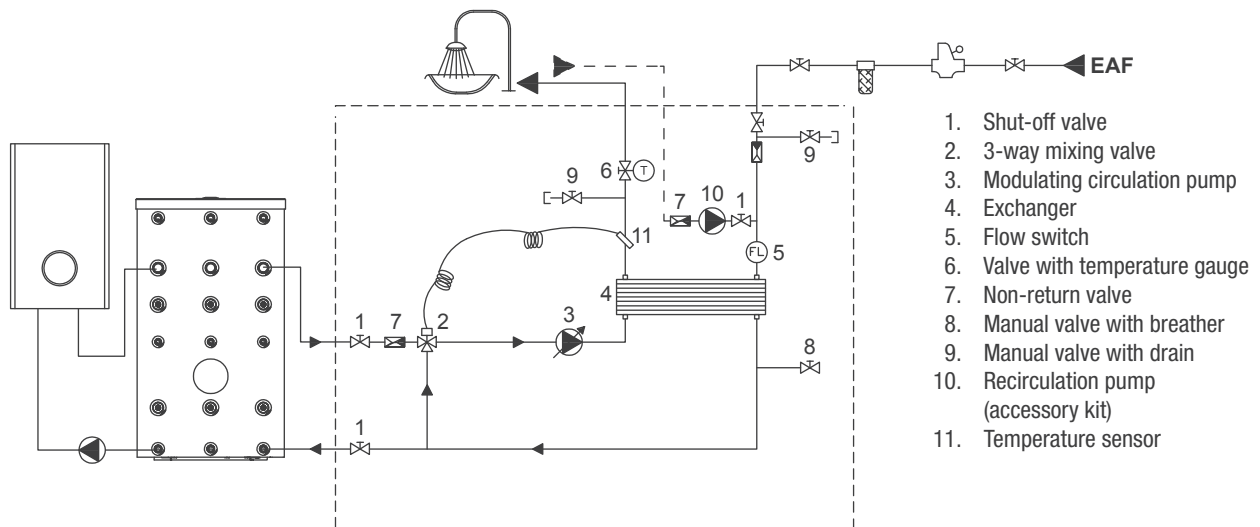 EAF
9
6
T
9
7
10
1
11
FL
5
4
1
7
2
3
8
1
1. Shut-off valve
2. 3-way mixing valve
3. Modulating circulation pump
4. Exchanger
5. Flow switch
6. Valve with temperature gauge
7. Non-return valve
8. Manual valve with breather
9. Manual valve with drain
10. Recirculation pump
(accessory kit)
11. Temperature sensor